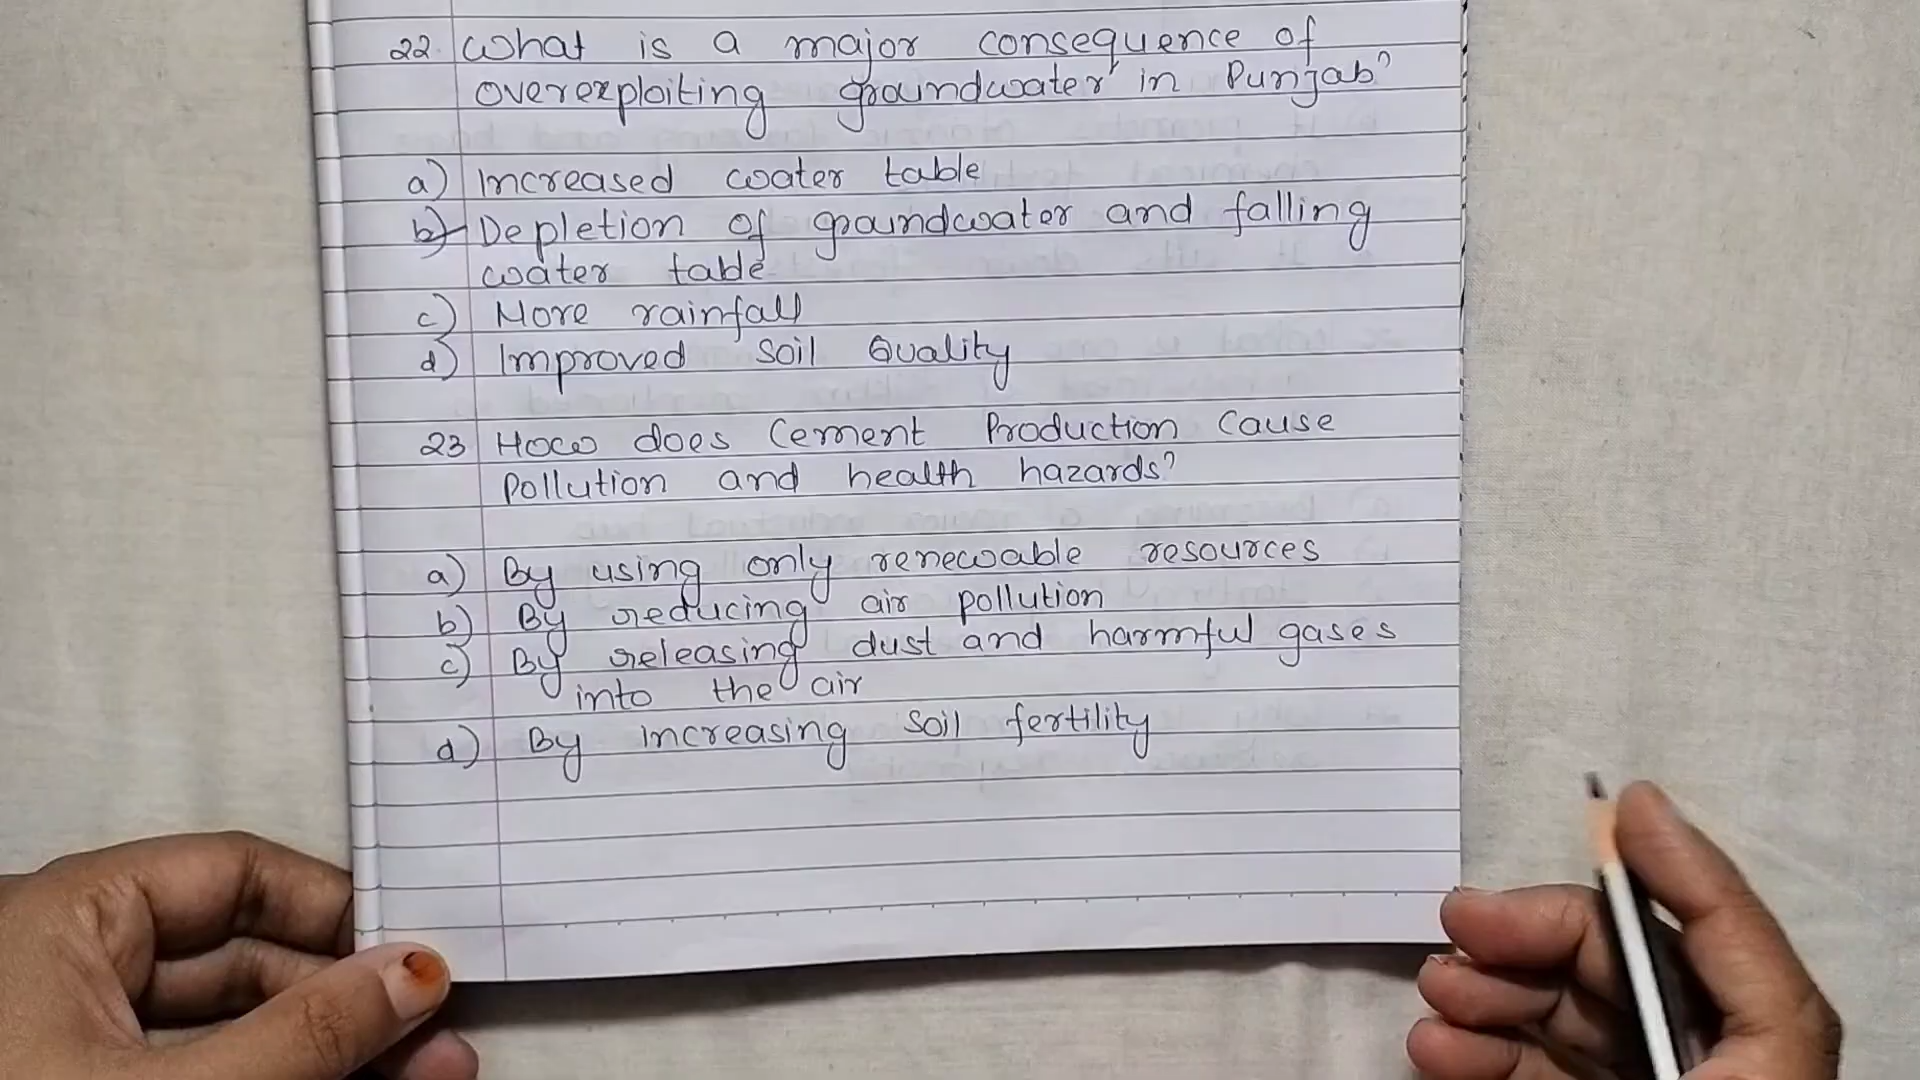 22. What is a major consequence of
overexploiting groundwater in Punjab?
a) Increased water table
b) Depletion of groundwater and falling
water table
c) More rainfall
d) Improved soil Quality
23 How does Cement Production Cause
Pollution and health hazards?
a) By using only renewable resources
b) By reducing air pollution
c) By releasing dust and harmful gases
into the air
d) By increasing soil fertility